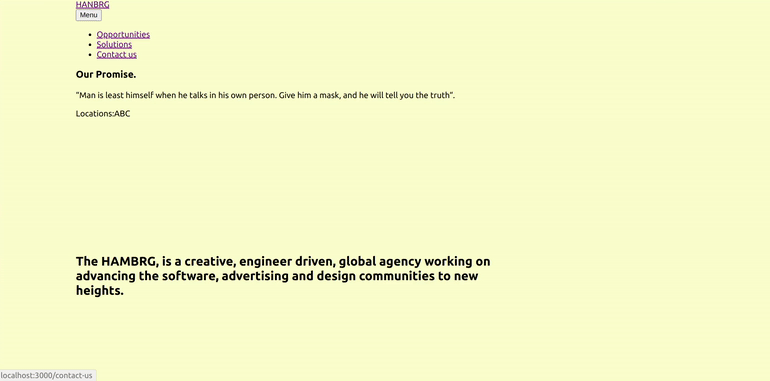 HANBRG
Menu
Opportunities
Solutions
Contact us
Our Promise.
"Man is least himself when he talks in his own person. Give him a mask, and he will tell you the truth".
Locations:ABC
The HAMBRG, is a creative, engineer driven, global agency working on
advancing the software, advertising and design communities to new
heights.
localhost:3000/contact-us